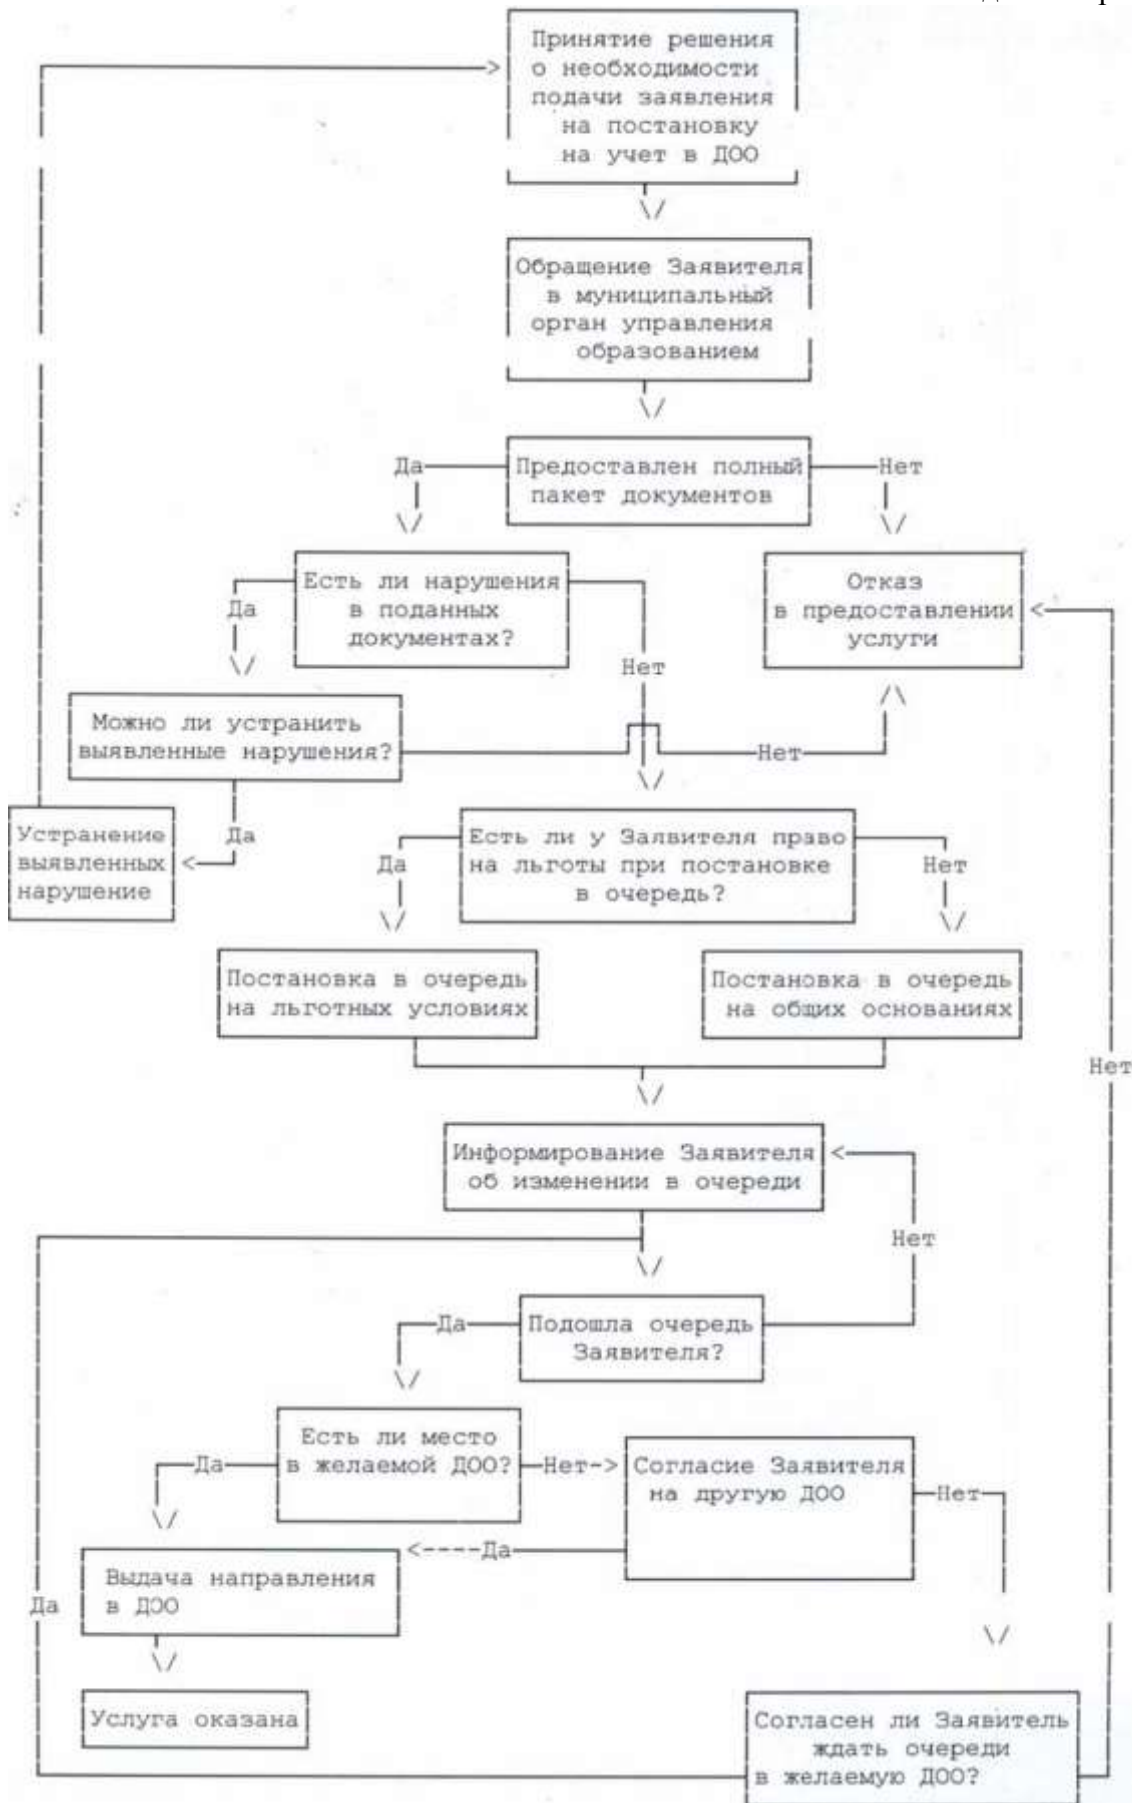 Принятие решения
о необходимости
подачи заявления
на постановку
на учет в ДОО
Обращение Заявителя
в муниципальный
орган управления
образованием
Да
Предоставлен полный
пакет документов
Нет
Есть ли нарушения
в поданных
документах?
Да
Нет
Отказ
в предоставлении
услуги
Можно ли устранить
выявленные нарушения?
Нет
Да
Устранение
выявленных
нарушение
Есть ли у Заявителя право
на льготы при постановке
в очередь?
Да
Нет
Постановка в очередь
на льготных условиях
Постановка в очередь
на общих основаниях
Нет
Информирование Заявителя
об изменении в очереди
Нет
Да
Подошла очередь
Заявителя?
Есть ли место
в желаемой ДОО?
Да
Нет->
Согласие Заявителя
на другую ДОО
Нет
<----Да
Выдача направления
в ДОО
Да
Услуга оказана
Согласен ли Заявитель
ждать очереди
в желаемую ДОО?